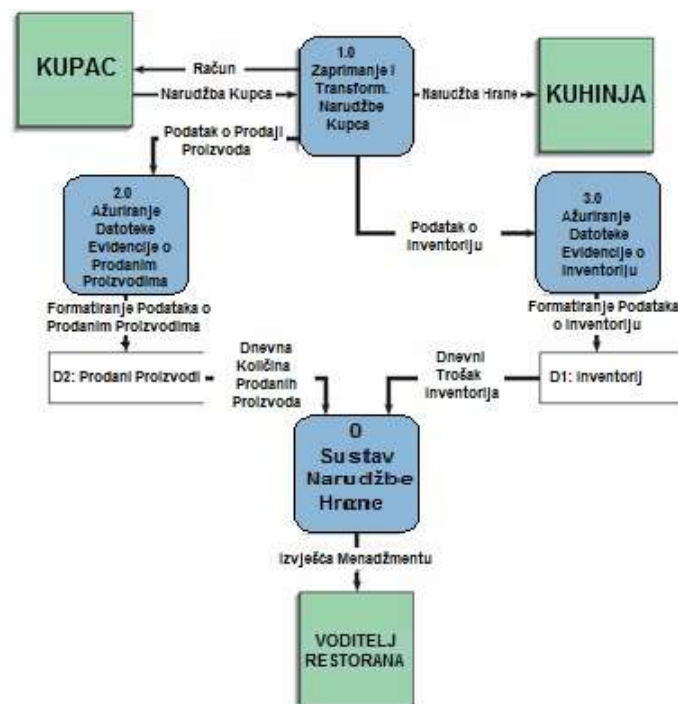 KUPAC
Račun
Narudžba Kupca
1.0
Zaprimanje i
Transform.
Narudžbe
Kupca
Narudžba Hrane
KUHINJA
Podatak o Prodaji
Proizvoda
2.0
Ažuriranje
Datoteke
Evidencije o
Prodanim
Proizvodima
Podatak o
Inventoriju
3.0
Ažuriranje
Datoteke
Evidencije o
Inventoriju
Formatiranje Podataka o
Prodanim Proizvodima
Formatiranje Podataka
o Inventoriju
D2: Prodani Proizvodi
Dnevna
Količina
Prodanih
Proizvoda
Dnevni
Trošak
Inventorija
D1: Inventorij
0
Sustav
Narudžbe
Hrane
Izvješća Menadžmentu
VODITELJ
RESTORANA